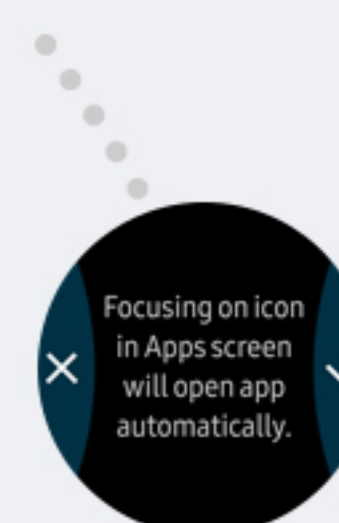 Focusing on icon
in Apps screen
will open app
automatically.